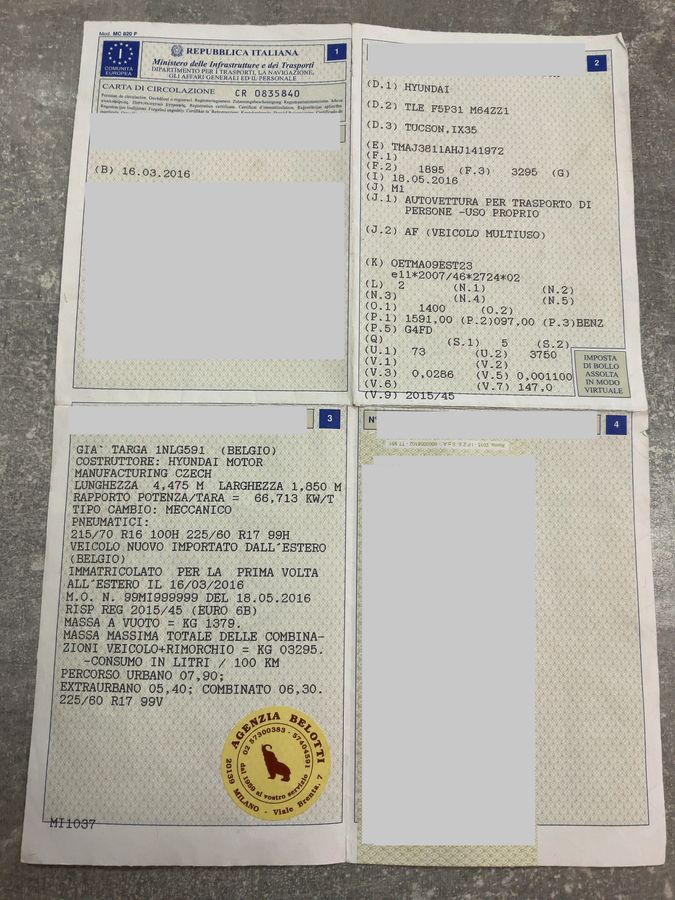 Mod. MC 820 F
COMUNITÀ EUROPEA
I
REPUBBLICA ITALIANA
1
Ministero delle Infrastrutture e dei Trasporti
DIPARTIMENTO PER I TRASPORTI, LA NAVIGAZIONE,
GLI AFFARI GENERALI ED IL PERSONALE
CARTA DI CIRCOLAZIONE CR 0835840
(B) 16.03.2016
2
(D.1) HYUNDAI
(D.2) TLE F5P31 M64ZZ1
(D.3) TUCSON,IX35
(E) TMAJ3811AHJ141972
(F.1)
(F.2) 1895 (F.3) 3295 (G)
(I) 18.05.2016
(J) M1
(J.1) AUTOVETTURA PER TRASPORTO DI
PERSONE -USO PROPRIO
(J.2) AF (VEICOLO MULTIUSO)
(K) OETMA09EST23
e11*2007/46*2724*02
(L) 2 (N.1) (N.2)
(N.3) (N.4) (N.5)
(O.1) 1400 (O.2)
(P.1) 1591,00 (P.2)097,00 (P.3)BENZ
(P.5) G4FD
(Q) (S.1) 5 (S.2)
(U.1) 73 (U.2) 3750
(V.1) (V.2)
(V.3) 0,0286 (V.5) 0,001100
(V.6) (V.7) 147,0
(V.9) 2015/45
IMPOSTA
DI BOLLO
ASSOLTA
IN MODO
VIRTUALE
3
GIA` TARGA 1NLG591 (BELGIO)
COSTRUTTORE: HYUNDAI MOTOR
MANUFACTURING CZECH
LUNGHEZZA 4,475 M LARGHEZZA 1,850 M
RAPPORTO POTENZA/TARA = 66,713 KW/T
TIPO CAMBIO: MECCANICO
PNEUMATICI:
215/70 R16 100H 225/60 R17 99H
VEICOLO NUOVO IMPORTATO DALL´ESTERO
(BELGIO)
IMMATRICOLATO PER LA PRIMA VOLTA
ALL´ESTERO IL 16/03/2016
M.O. N. 99MI999999 DEL 18.05.2016
RISP REG 2015/45 (EURO 6B)
MASSA A VUOTO = KG 1379.
MASSA MASSIMA TOTALE DELLE COMBINA-
ZIONI VEICOLO+RIMORCHIO = KG 03295.
-CONSUMO IN LITRI / 100 KM
PERCORSO URBANO 07,90;
EXTRAURBANO 05,40; COMBINATO 06,30.
225/60 R17 99V
AGENZIA BELOTTI
02 57300383 - 57404591
dal 1959 al vostro servizio
20139 MILANO - Viale Brenta, 7
MI1037
N°
4